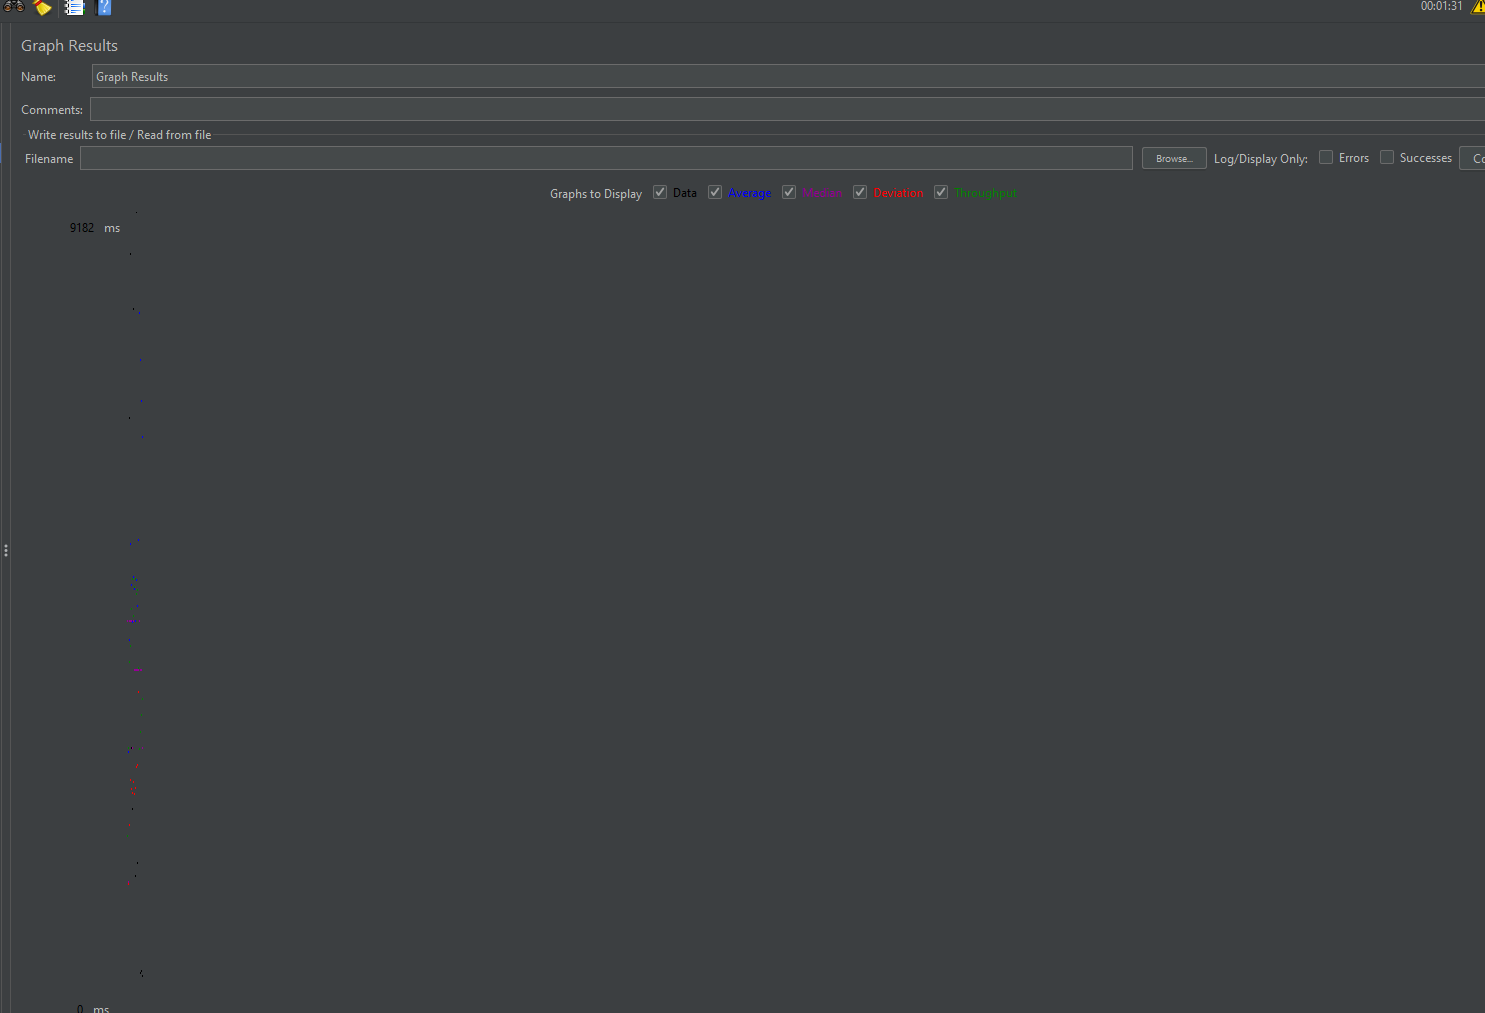 00:01:31
Graph Results
Name: Graph Results
Comments:
Write results to file / Read from file
Filename Browse... Log/Display Only: Errors Successes Co
Graphs to Display Data Average Median Deviation Throughput
9182 ms
0 ms